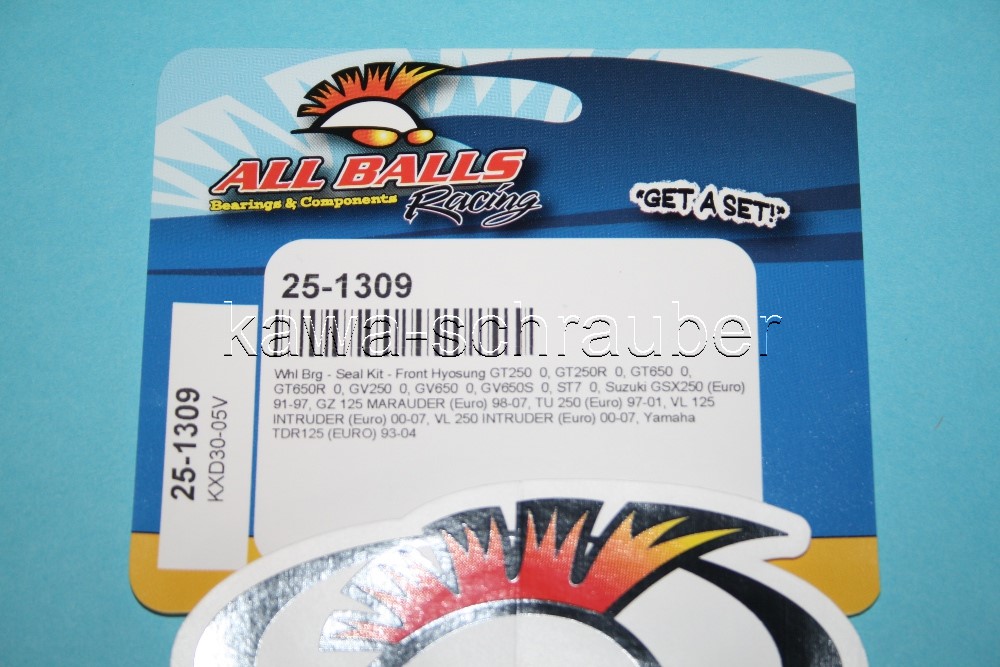 ALL BALLS
Bearings & Components Racing
"GET A SET!"
25-1309
kawa-schrauber
Whl Brg - Seal Kit - Front Hyosung GT250 0, GT250R 0, GT650 0,
GT650R 0, GV250 0, GV650 0, GV650S 0, ST7 0, Suzuki GSX250 (Euro)
91-97, GZ 125 MARAUDER (Euro) 98-07, TU 250 (Euro) 97-01, VL 125
INTRUDER (Euro) 00-07, VL 250 INTRUDER (Euro) 00-07, Yamaha
TDR125 (EURO) 93-04
25-1309
KXD30-05V